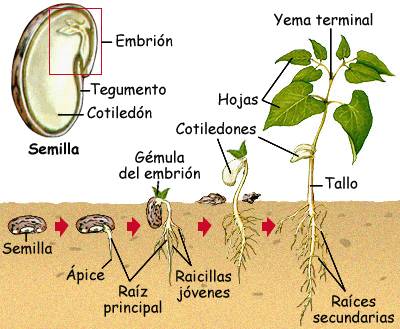 Embrión
Tegumento
Cotiledón
Semilla
Yema terminal
Hojas
Cotiledones
Gémula
del embrión
Tallo
Semilla
Ápice
Raíz
principal
Raicillas
jóvenes
Raíces
secundarias